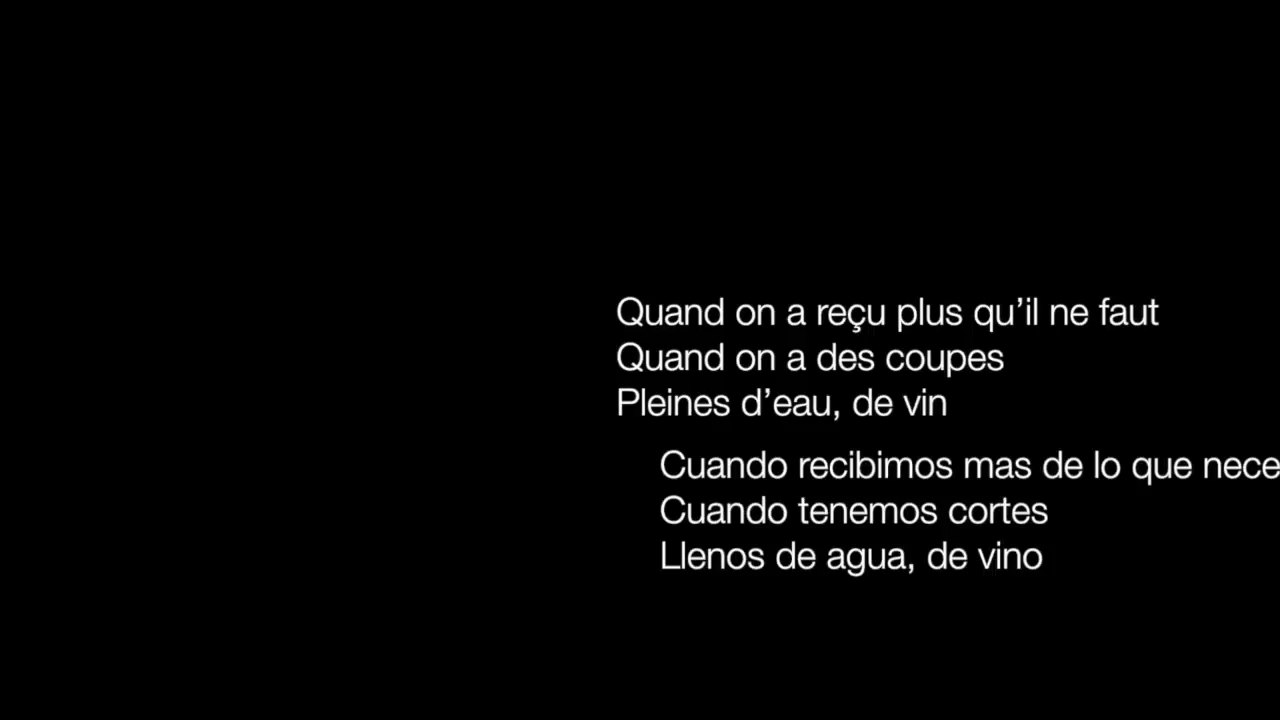 Quand on a reçu plus qu’il ne faut
Quand on a des coupes
Pleines d’eau, de vin
Cuando recibimos mas de lo que
Cuando tenemos cortes
Llenos de agua, de vino